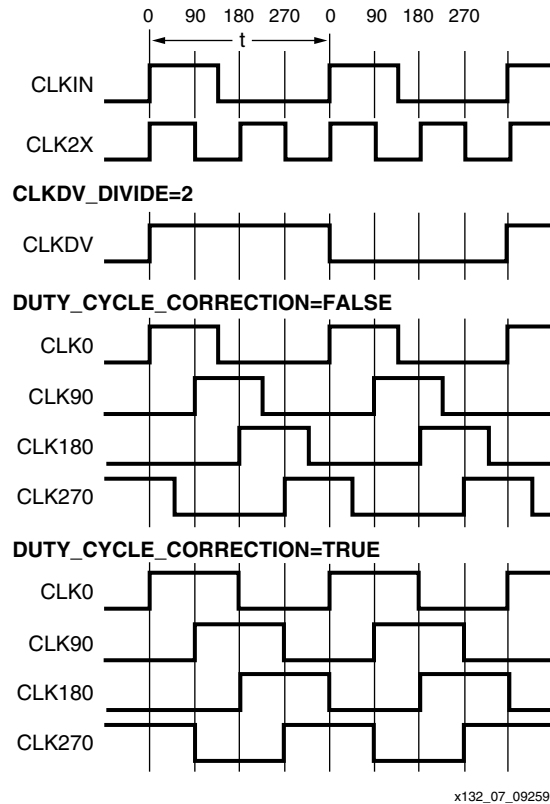 0 90 180 270 0 90 180 270
t
CLKIN
CLK2X
CLKDV_DIVIDE=2
CLKDV
DUTY_CYCLE_CORRECTION=FALSE
CLK0
CLK90
CLK180
CLK270
DUTY_CYCLE_CORRECTION=TRUE
CLK0
CLK90
CLK180
CLK270
x132_07_09259